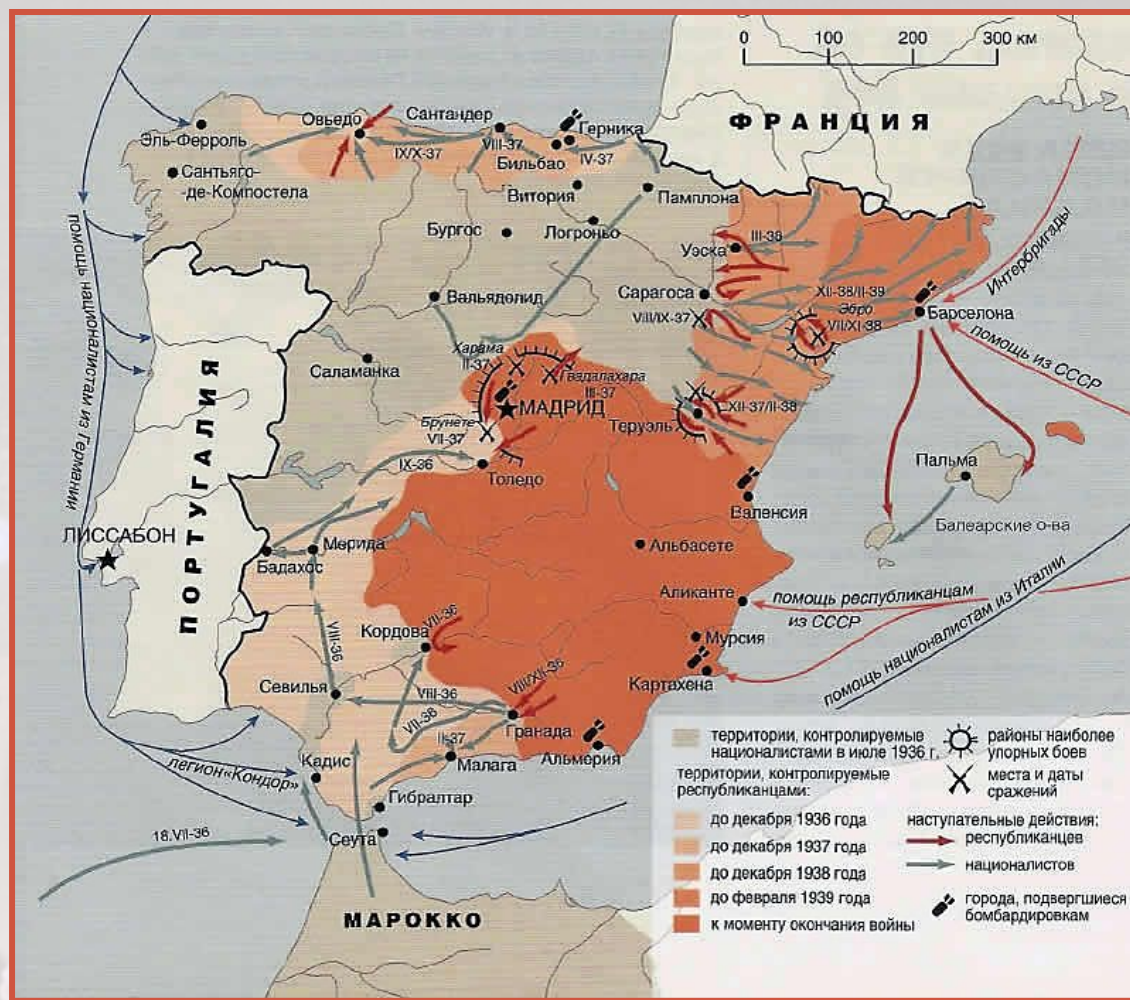 0 100 200 300 км
ФРАНЦИЯ
Эль-Ферроль
Овьедо
Сантандер
Герника
VIII-37
Бильбао
IX/X-37
IV-37
Сантьяго-
-де-Компостела
Витория
Памплона
Бургос
Логроньо
Уэска
III-38
Интербригады
помощь националистам из Германии
Вальядолид
Сарагоса
XII-38/II-39
Эбро
VIII/IX-37
VII/XI-38
Барселона
помощь из СССР
ПОРТУГАЛИЯ
Саламанка
Харама
II-37
Гвадалахара
III-37
МАДРИД
Брунете
VII-37
XII-37/II-38
Теруэль
IX-36
Толедо
Пальма
Валенсия
Балеарские о-ва
ЛИССАБОН
Мерида
Бадахос
Альбасете
Аликанте
помощь республиканцам
из СССР
помощь националистам из Италии
VIII-36
Кордова
VII-36
Мурсия
Картахена
Севилья
VIII-36
VII-38
VIII/XII-36
Гранада
II-37
Малага
Альмерия
Кадис
легион «Кондор»
Гибралтар
Сеута
18.VII-36
МАРОККО
территории, контролируемые
националистами в июле 1936 г.
территории, контролируемые
республиканцами:
до декабря 1936 года
до декабря 1937 года
до декабря 1938 года
до февраля 1939 года
к моменту окончания войны
районы наиболее
упорных боев
места и даты
сражений
наступательные действия:
республиканцев
националистов
города, подвергшиеся
бомбардировкам